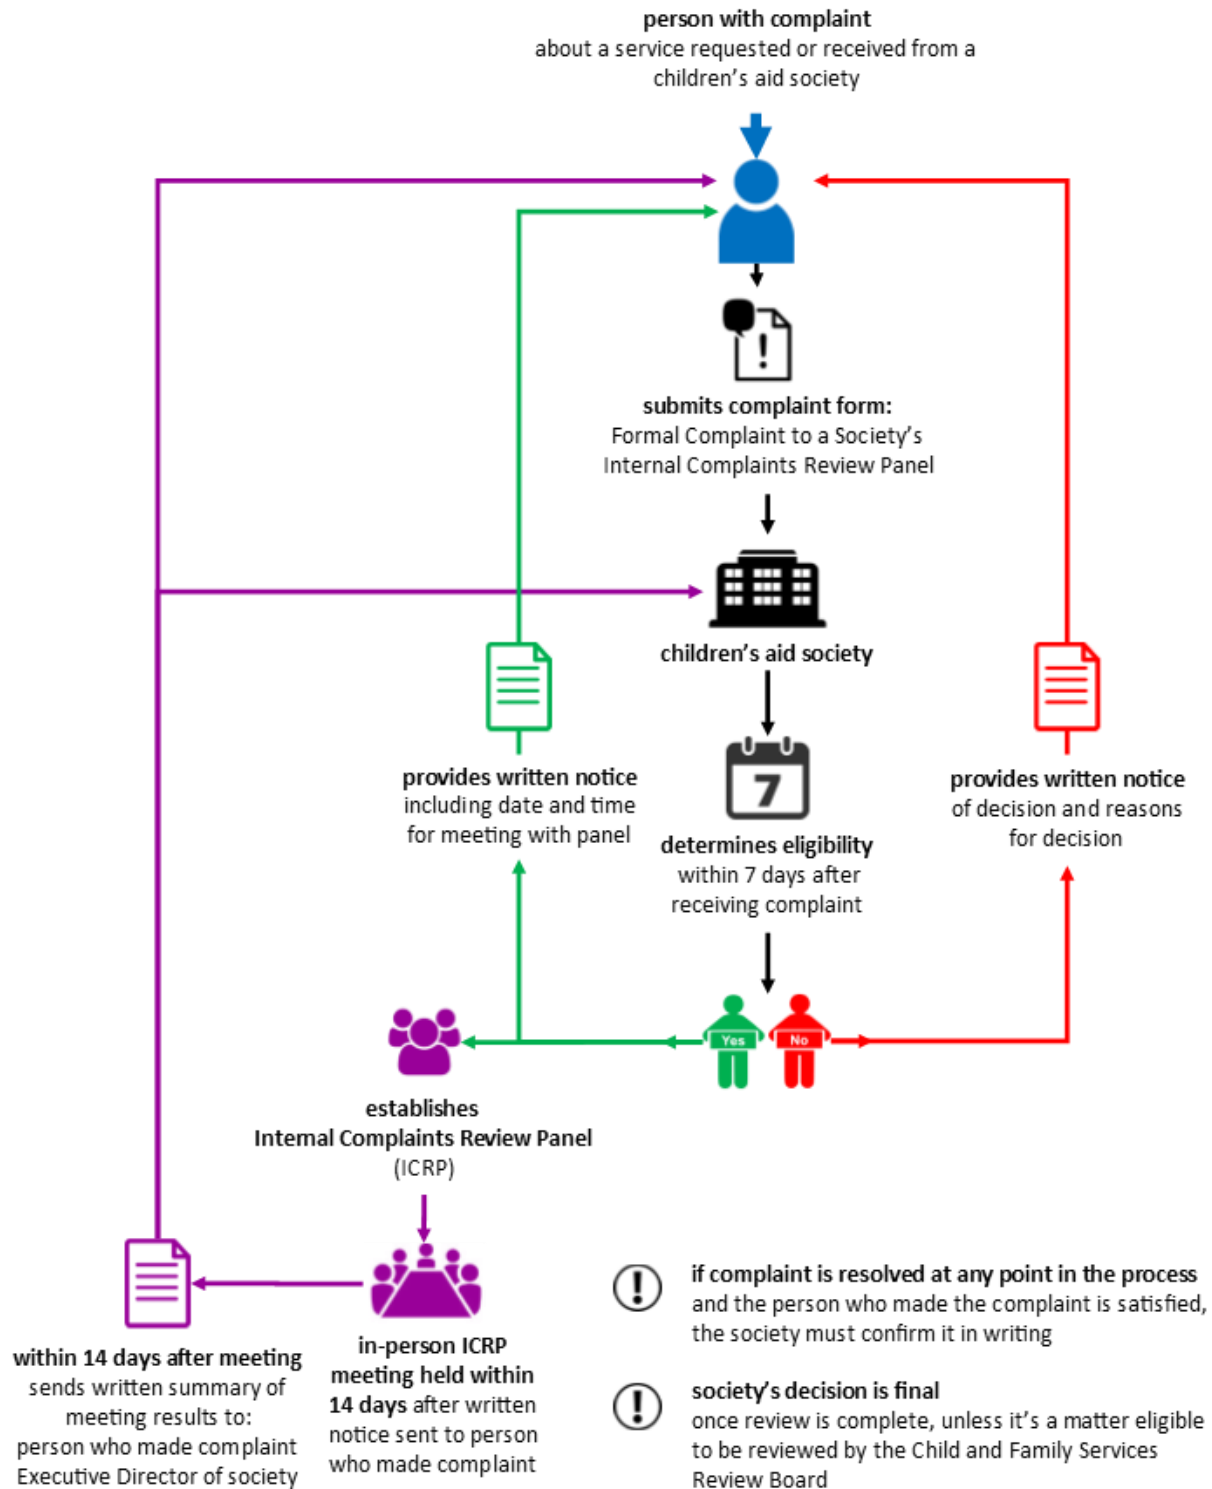 person with complaint
about a service requested or received from a
children's aid society
submits complaint form:
Formal Complaint to a Society's
Internal Complaints Review Panel
children's aid society
7
determines eligibility
within 7 days after
receiving complaint
provides written notice
including date and time
for meeting with panel
provides written notice
of decision and reasons
for decision
Yes
No
establishes
Internal Complaints Review Panel
(ICRP)
in-person ICRP
meeting held within
14 days after written
notice sent to person
who made complaint
within 14 days after meeting
sends written summary of
meeting results to:
person who made complaint
Executive Director of society
if complaint is resolved at any point in the process
and the person who made the complaint is satisfied,
the society must confirm it in writing
society's decision is final
once review is complete, unless it's a matter eligible
to be reviewed by the Child and Family Services
Review Board